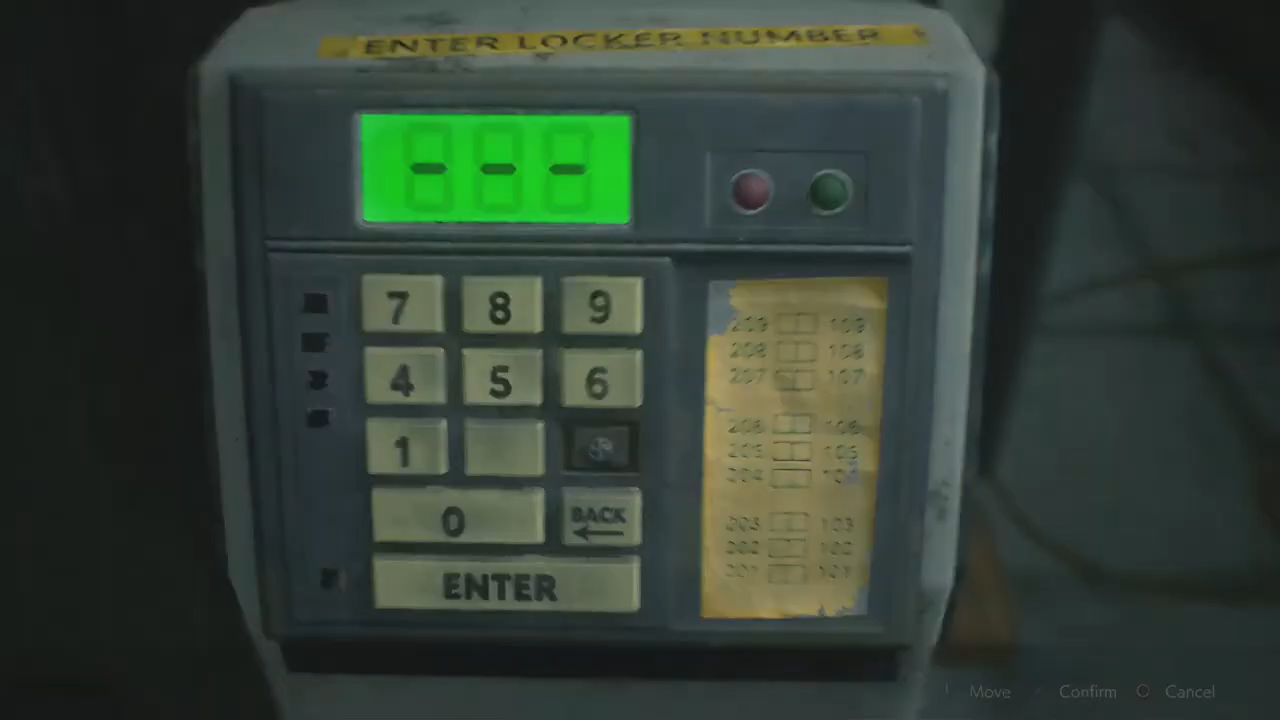 ENTER LOCKER NUMBER
7 8 9
4 5 6
1
0 BACK
ENTER
209 109
208 108
207 107
206 106
205 105
204
203 103
202 102
201 101
Move Confirm Cancel